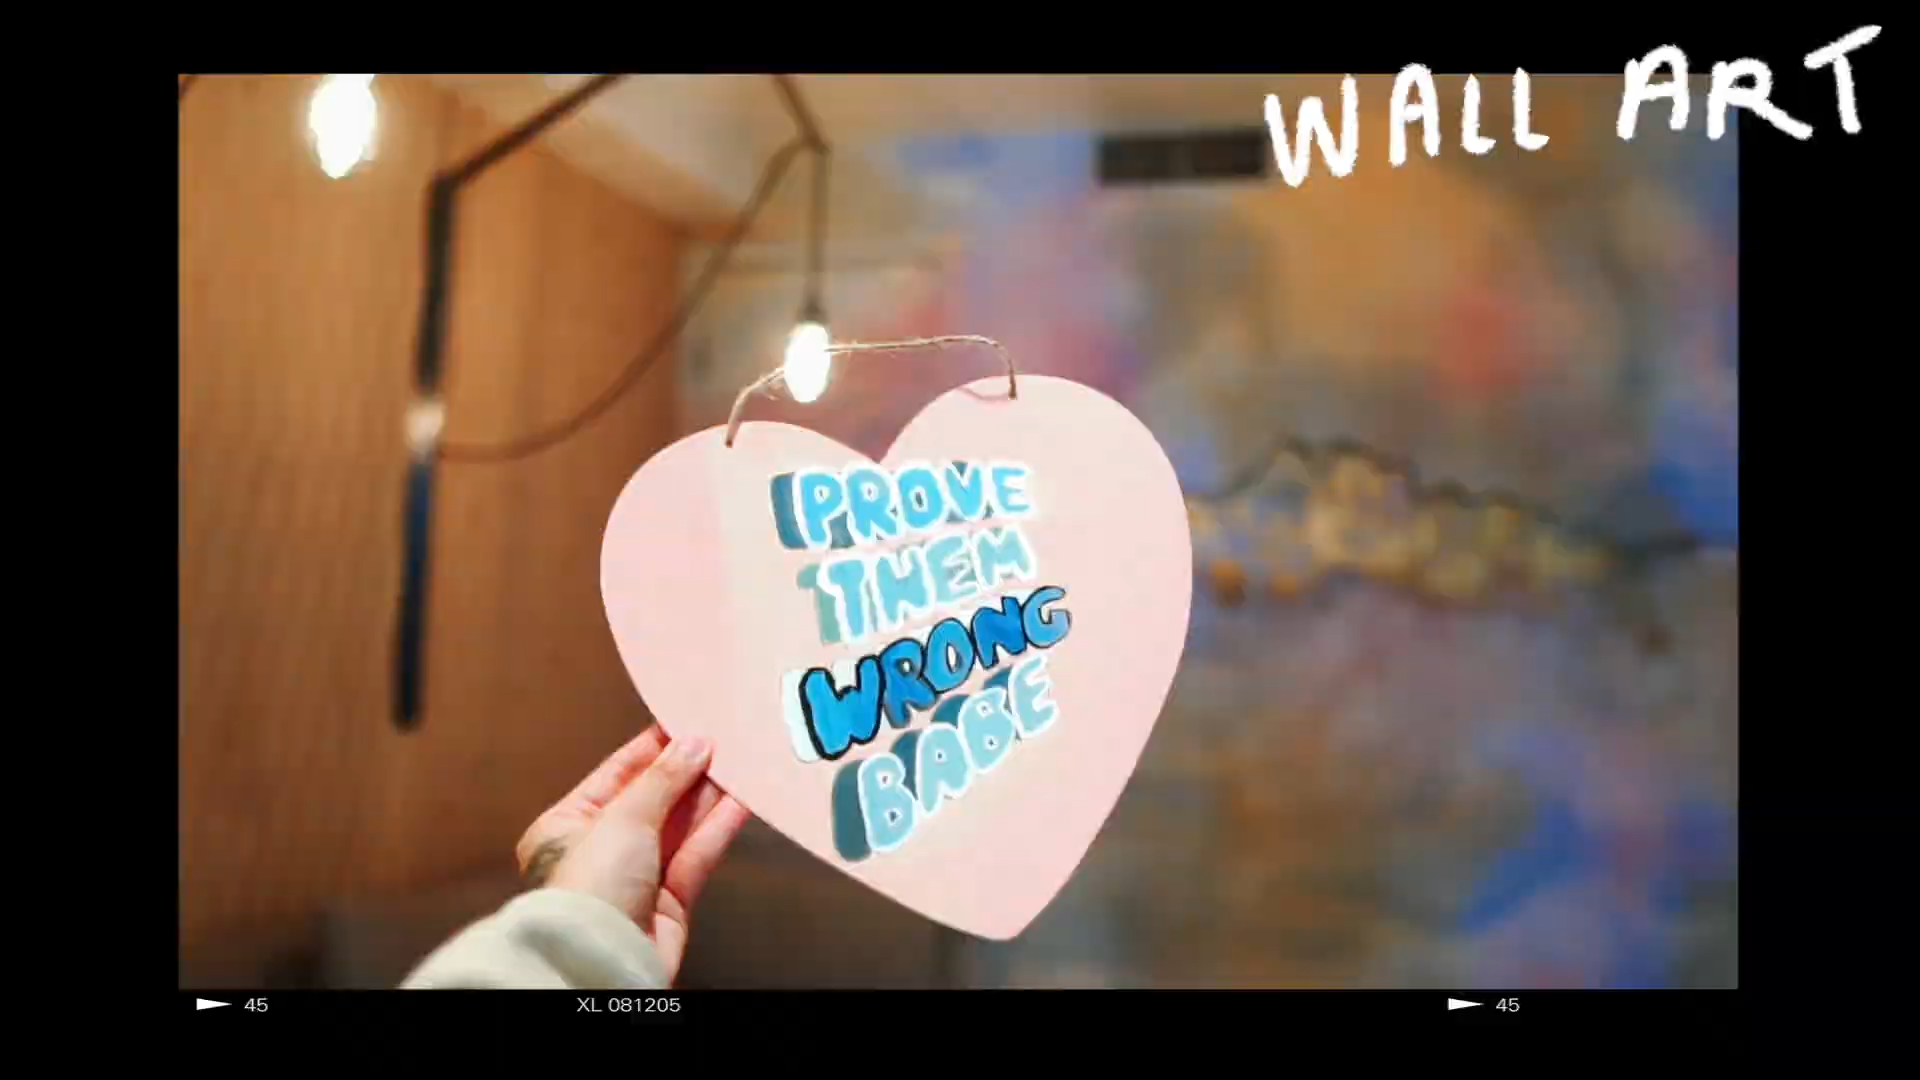 WALL ART
PROVE
THEM
WRONG
BABE
45 XL 081205 45